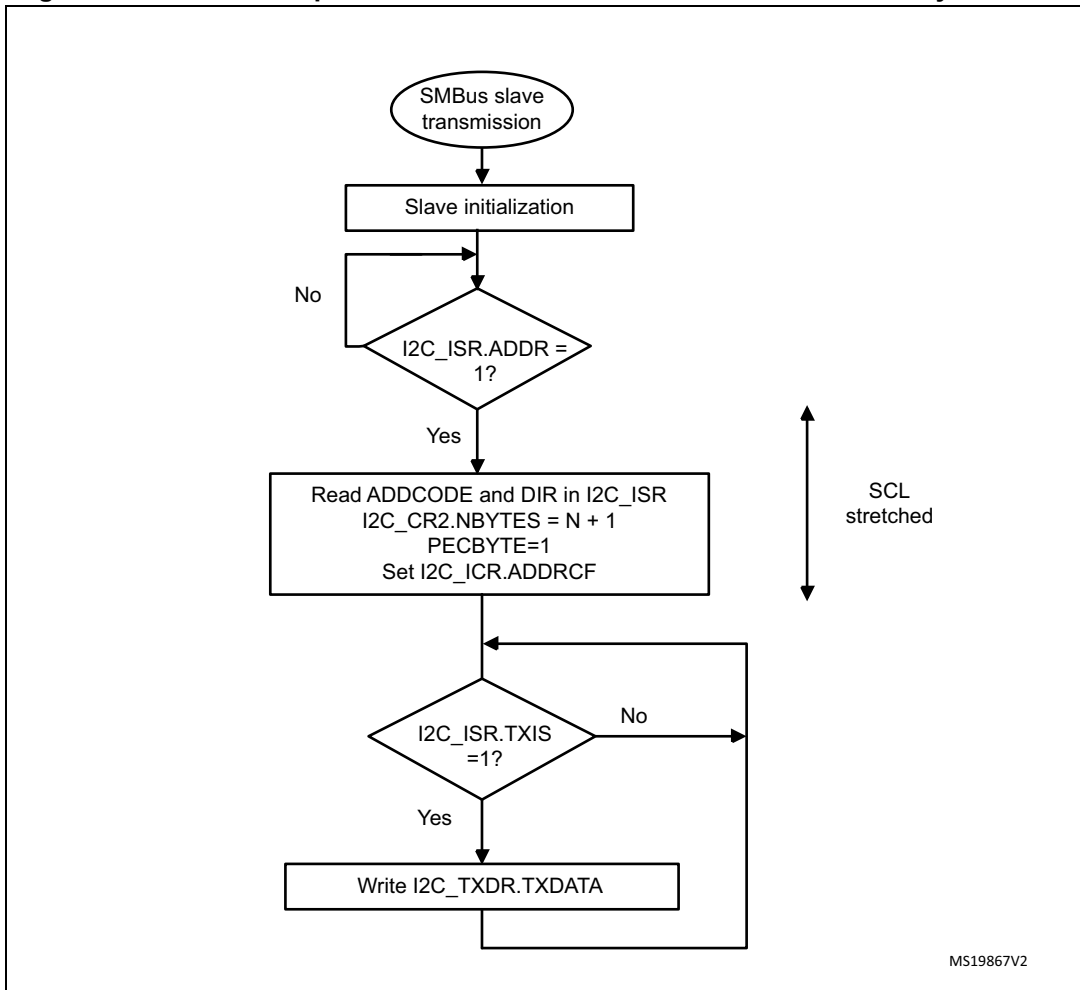 SMBus slave
transmission
Slave initialization
No
I2C_ISR.ADDR =
1?
Yes
Read ADDCODE and DIR in I2C_ISR
I2C_CR2.NBYTES = N + 1
PECBYTE=1
Set I2C_ICR.ADDRCF
SCL
stretched
I2C_ISR.TXIS
=1?
No
Yes
Write I2C_TXDR.TXDATA
MS19867V2